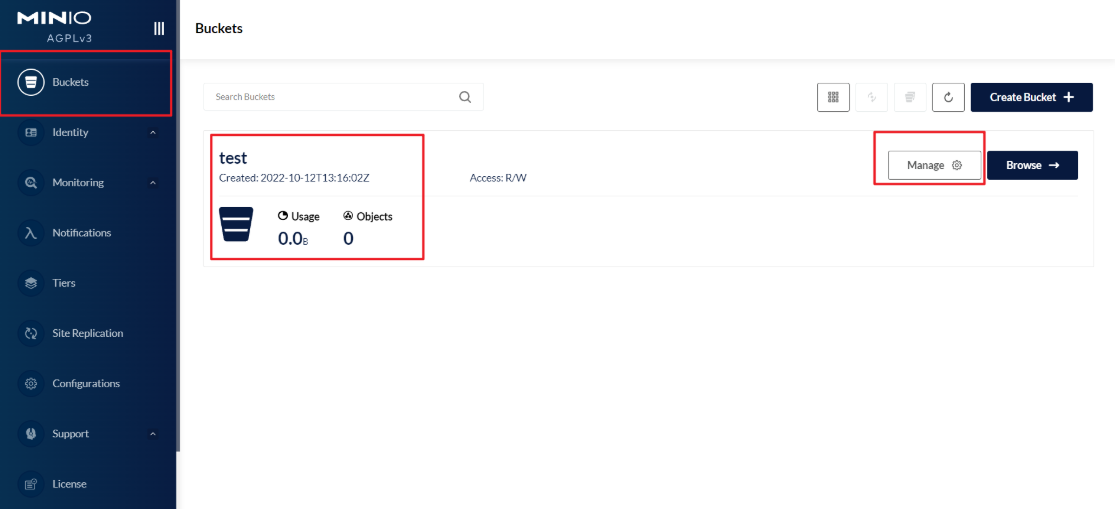 MINIO
AGPLv3
Buckets
Identity
Monitoring
Notifications
Tiers
Site Replication
Configurations
Support
License
Buckets
Search Buckets
Create Bucket
test
Created: 2022-10-12T13:16:02Z
Access: R/W
Manage
Browse
Usage
Objects
0.0B
0